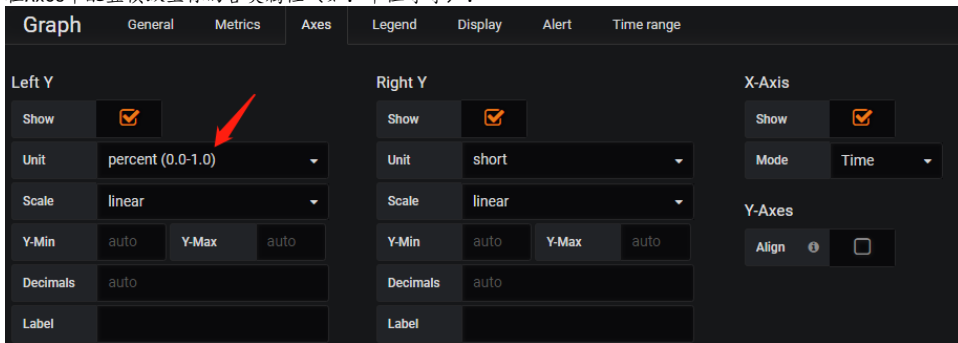 Graph General Metrics Axes Legend Display Alert Time range
Left Y Right Y X-Axis
Show Show Show
Unit percent (0.0-1.0) Unit short Mode Time
Scale linear Scale linear Y-Axes
Y-Min auto Y-Max auto Y-Min auto Y-Max auto Align
Decimals auto Decimals auto
Label Label